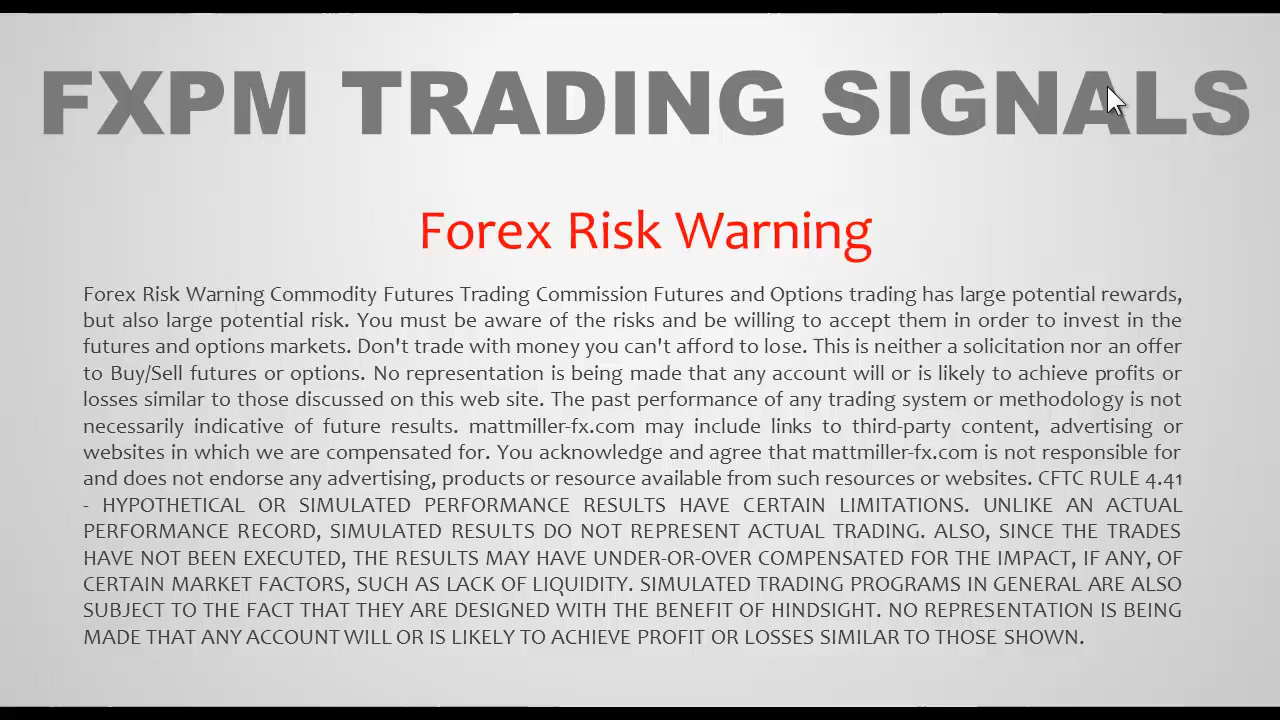 FXPM TRADING SIGNALS
Forex Risk Warning
Forex Risk Warning Commodity Futures Trading Commission Futures and Options trading has large potential rewards,
but also large potential risk. You must be aware of the risks and be willing to accept them in order to invest in the
futures and options markets. Don't trade with money you can't afford to lose. This is neither a solicitation nor an offer
to Buy/Sell futures or options. No representation is being made that any account will or is likely to achieve profits or
losses similar to those discussed on this web site. The past performance of any trading system or methodology is not
necessarily indicative of future results. mattmiller-fx.com may include links to third-party content, advertising or
websites in which we are compensated for. You acknowledge and agree that mattmiller-fx.com is not responsible for
and does not endorse any advertising, products or resource available from such resources or websites. CFTC RULE 4.41
- HYPOTHETICAL OR SIMULATED PERFORMANCE RESULTS HAVE CERTAIN LIMITATIONS. UNLIKE AN ACTUAL
PERFORMANCE RECORD, SIMULATED RESULTS DO NOT REPRESENT ACTUAL TRADING. ALSO, SINCE THE TRADES
HAVE NOT BEEN EXECUTED, THE RESULTS MAY HAVE UNDER-OR-OVER COMPENSATED FOR THE IMPACT, IF ANY, OF
CERTAIN MARKET FACTORS, SUCH AS LACK OF LIQUIDITY. SIMULATED TRADING PROGRAMS IN GENERAL ARE ALSO
SUBJECT TO THE FACT THAT THEY ARE DESIGNED WITH THE BENEFIT OF HINDSIGHT. NO REPRESENTATION IS BEING
MADE THAT ANY ACCOUNT WILL OR IS LIKELY TO ACHIEVE PROFIT OR LOSSES SIMILAR TO THOSE SHOWN.